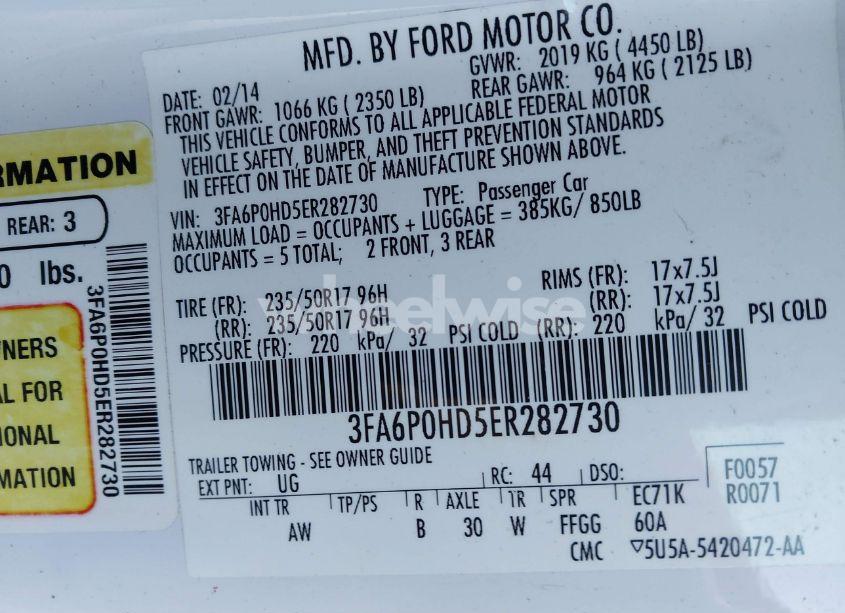 MFD. BY FORD MOTOR CO.
DATE: 02/14 GVWR: 2019 KG ( 4450 LB)
FRONT GAWR: 1066 KG ( 2350 LB) REAR GAWR: 964 KG ( 2125 LB)
THIS VEHICLE CONFORMS TO ALL APPLICABLE FEDERAL MOTOR
VEHICLE SAFETY, BUMPER, AND THEFT PREVENTION STANDARDS
IN EFFECT ON THE DATE OF MANUFACTURE SHOWN ABOVE.
VIN: 3FA6P0HD5ER282730 TYPE: Passenger Car
MAXIMUM LOAD = OCCUPANTS + LUGGAGE = 385KG/ 850LB
OCCUPANTS = 5 TOTAL; 2 FRONT, 3 REAR
TIRE (FR): 235/50R17 96H RIMS (FR): 17x7.5J
(RR): 235/50R17 96H (RR): 17x7.5J
PRESSURE (FR): 220 kPa/ 32 PSI COLD (RR): 220 kPa/ 32 PSI COLD
3FA6P0HD5ER282730
TRAILER TOWING - SEE OWNER GUIDE
EXT PNT: UG RC: 44 DSO: F0057
INT TR TP/PS R AXLE TR SPR EC71K R0071
AW B 30 W FFGG 60A
CMC ▽5U5A-5420472-AA
RMATION
REAR: 3
0 lbs.
3FA6P0HD5ER282730
WNERS
AL FOR
IONAL
MATION
wheelwise